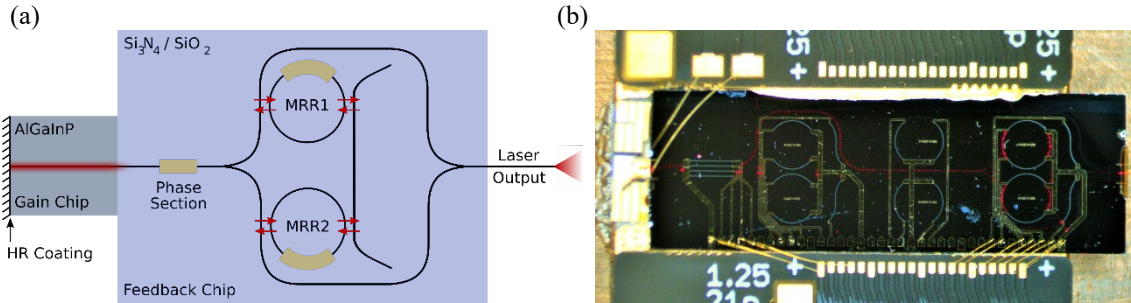 (a)
Si3N4 / SiO2
AlGaInP
Gain Chip
HR Coating
Phase
Section
MRR1
MRR2
Feedback Chip
Laser
Output
(b)
25 +
+ 25
p
1.25 +
+